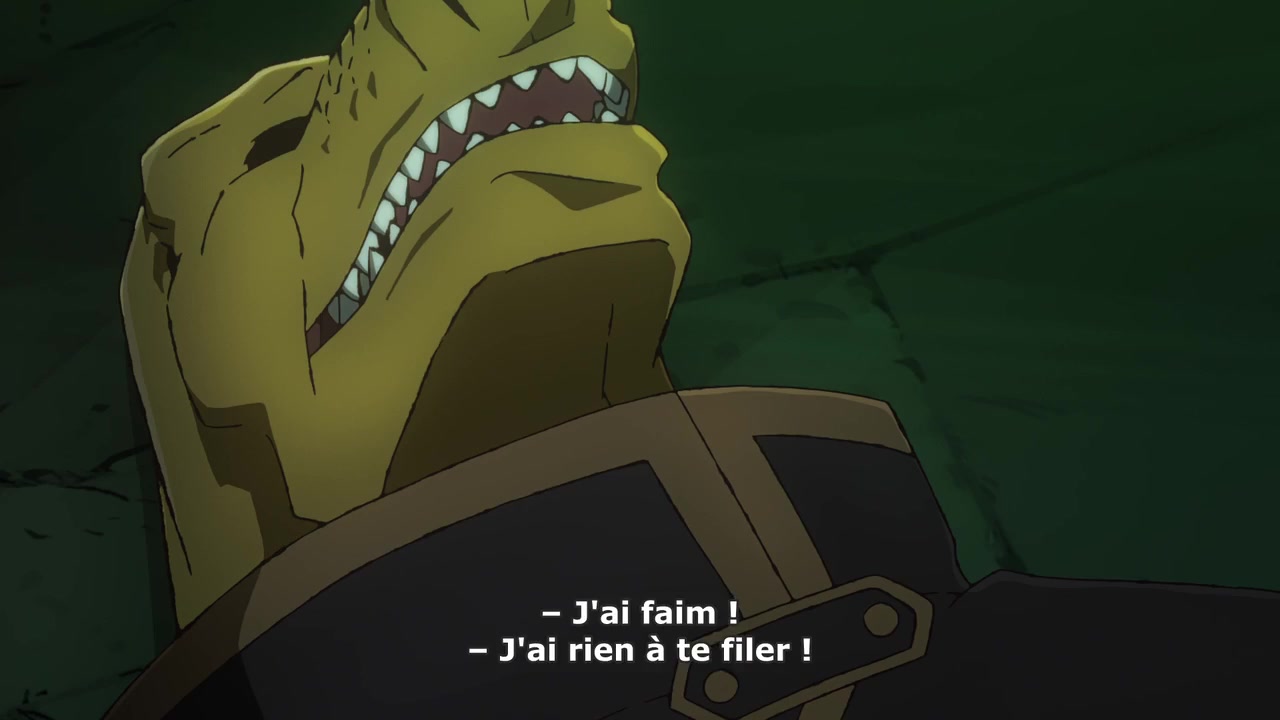 – J'ai faim !
– J'ai rien à te filer !